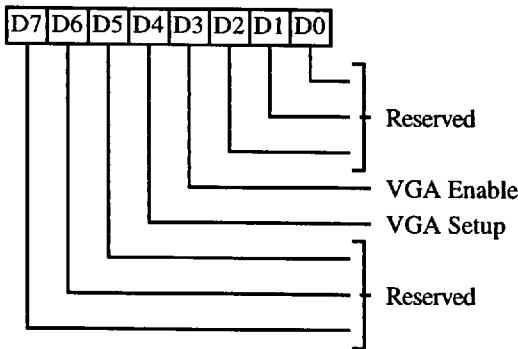 D7 D6 D5 D4 D3 D2 D1 D0
Reserved
VGA Enable
VGA Setup
Reserved